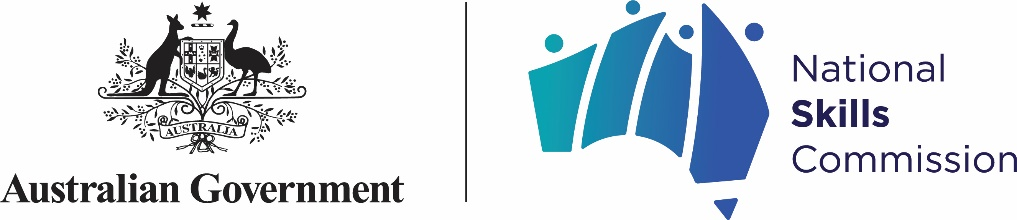 AUSTRALIA
Australian Government
National
Skills
Commission